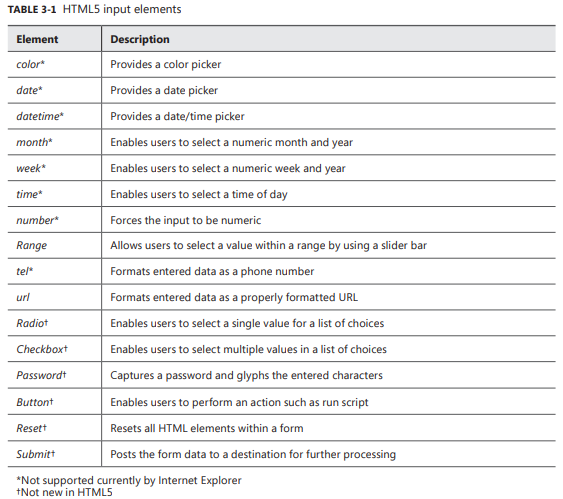 TABLE 3-1 HTML5 input elements
Element Description
color* Provides a color picker
date* Provides a date picker
datetime* Provides a date/time picker
month* Enables users to select a numeric month and year
week* Enables users to select a numeric week and year
time* Enables users to select a time of day
number* Forces the input to be numeric
Range Allows users to select a value within a range by using a slider bar
tel* Formats entered data as a phone number
url Formats entered data as a properly formatted URL
Radio† Enables users to select a single value for a list of choices
Checkbox† Enables users to select multiple values in a list of choices
Password† Captures a password and glyphs the entered characters
Button† Enables users to perform an action such as run script
Reset† Resets all HTML elements within a form
Submit† Posts the form data to a destination for further processing
*Not supported currently by Internet Explorer
†Not new in HTML5